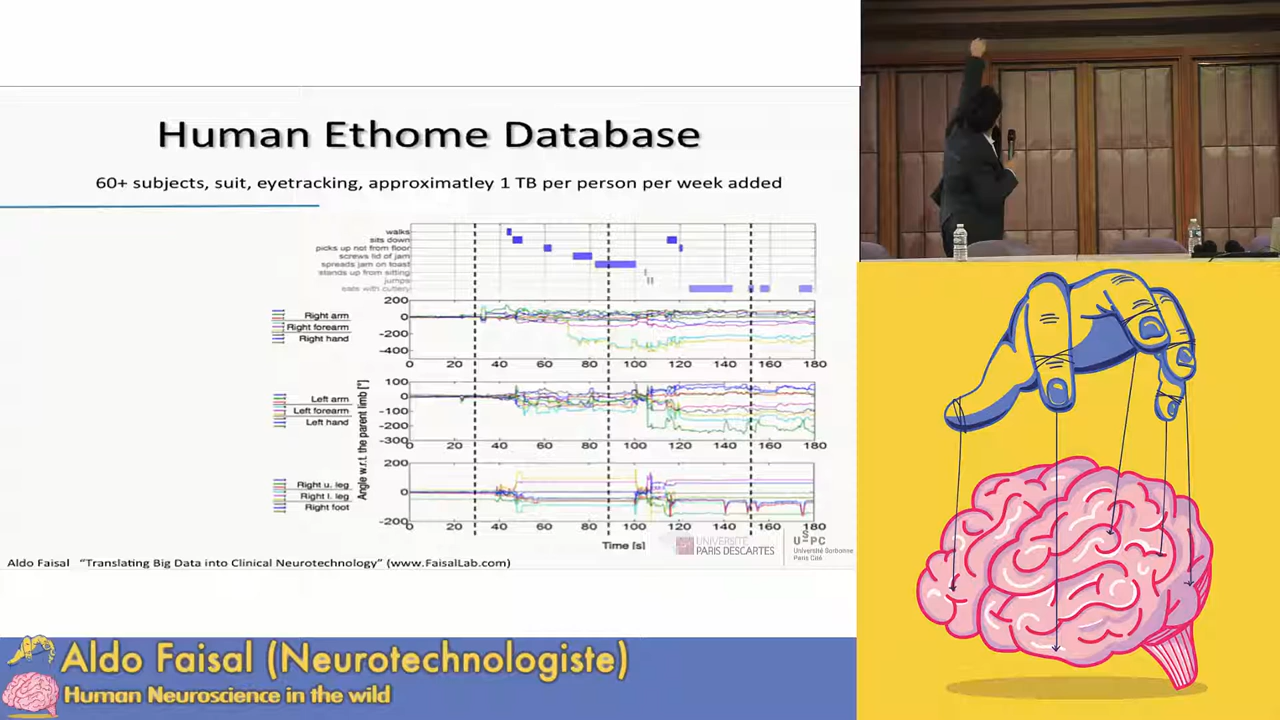 Human Ethome Database
60+ subjects, suit, eyetracking, approximatley 1 TB per person per week added
walks
sits down
picks up not from floor
screws lid of jam
spreads jam on toast
stands up from sitting
jumps
eats with cutlery
200
0
-200
-400
Right arm
Right forearm
Right hand
0 20 40 60 80 100 120 140 160 180
100
0
-100
-200
-300
Left arm
Left forearm
Left hand
Angle w.r.t. the parent limb [°]
0 20 40 60 80 100 120 140 160 180
200
0
-200
Right u. leg
Right l. leg
Right foot
0 20 40 60 80 100 120 140 160 180
Time [s]
UNIVERSITÉ
PARIS DESCARTES
USPC
Université Sorbonne
Paris Cité
Aldo Faisal "Translating Big Data into Clinical Neurotechnology" (www.FaisalLab.com)
Aldo Faisal (Neurotechnologiste)
Human Neuroscience in the wild